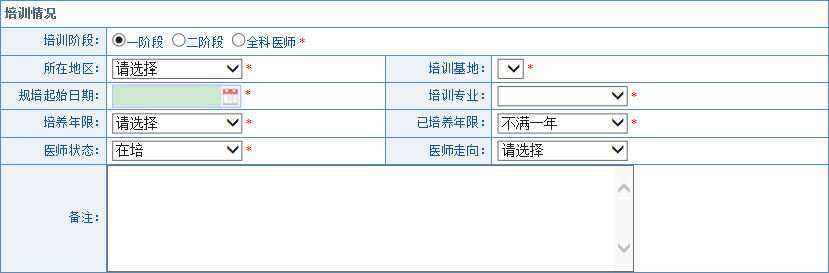 培训情况
培训阶段： 一阶段 二阶段 全科医师 *
所在地区： 请选择 * 培训基地： *
规培起始日期： * 培训专业： *
培养年限： 请选择 * 已培养年限： 不满一年 *
医师状态： 在培 * 医师走向： 请选择
备注：